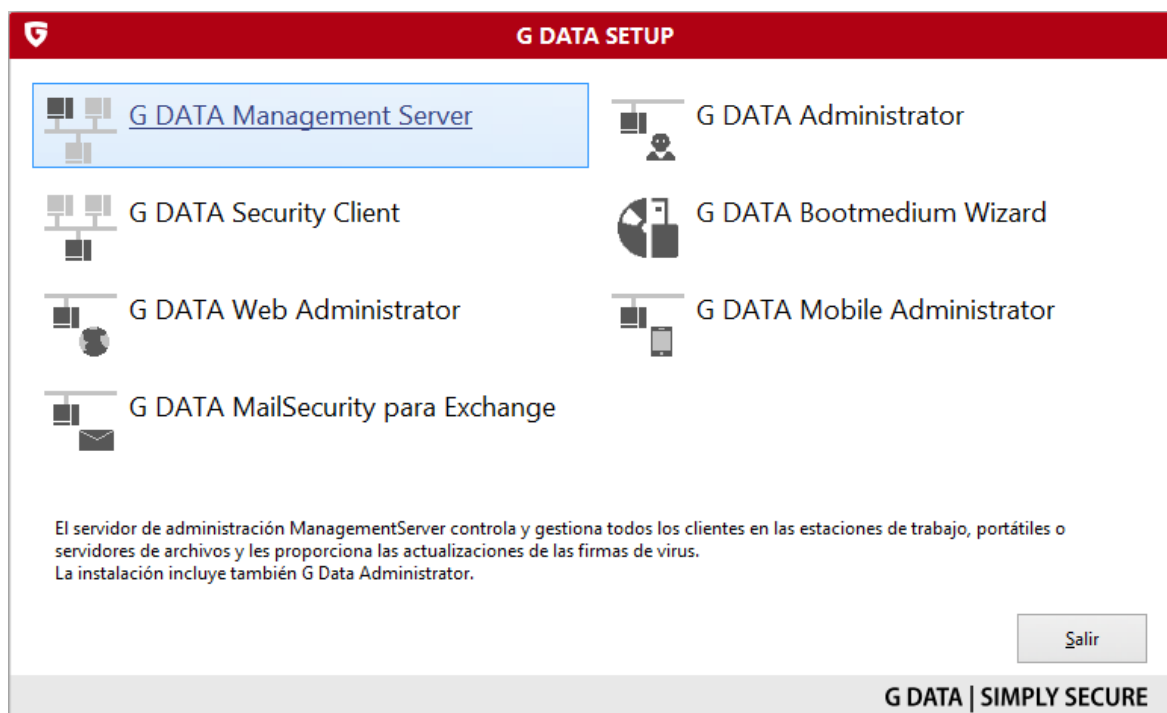 G DATA SETUP
G DATA Management Server
G DATA Administrator
G DATA Security Client
G DATA Bootmedium Wizard
G DATA Web Administrator
G DATA Mobile Administrator
G DATA MailSecurity para Exchange
El servidor de administración ManagementServer controla y gestiona todos los clientes en las estaciones de trabajo, portátiles o
servidores de archivos y les proporciona las actualizaciones de las firmas de virus.
La instalación incluye también G Data Administrator.
Salir
G DATA | SIMPLY SECURE